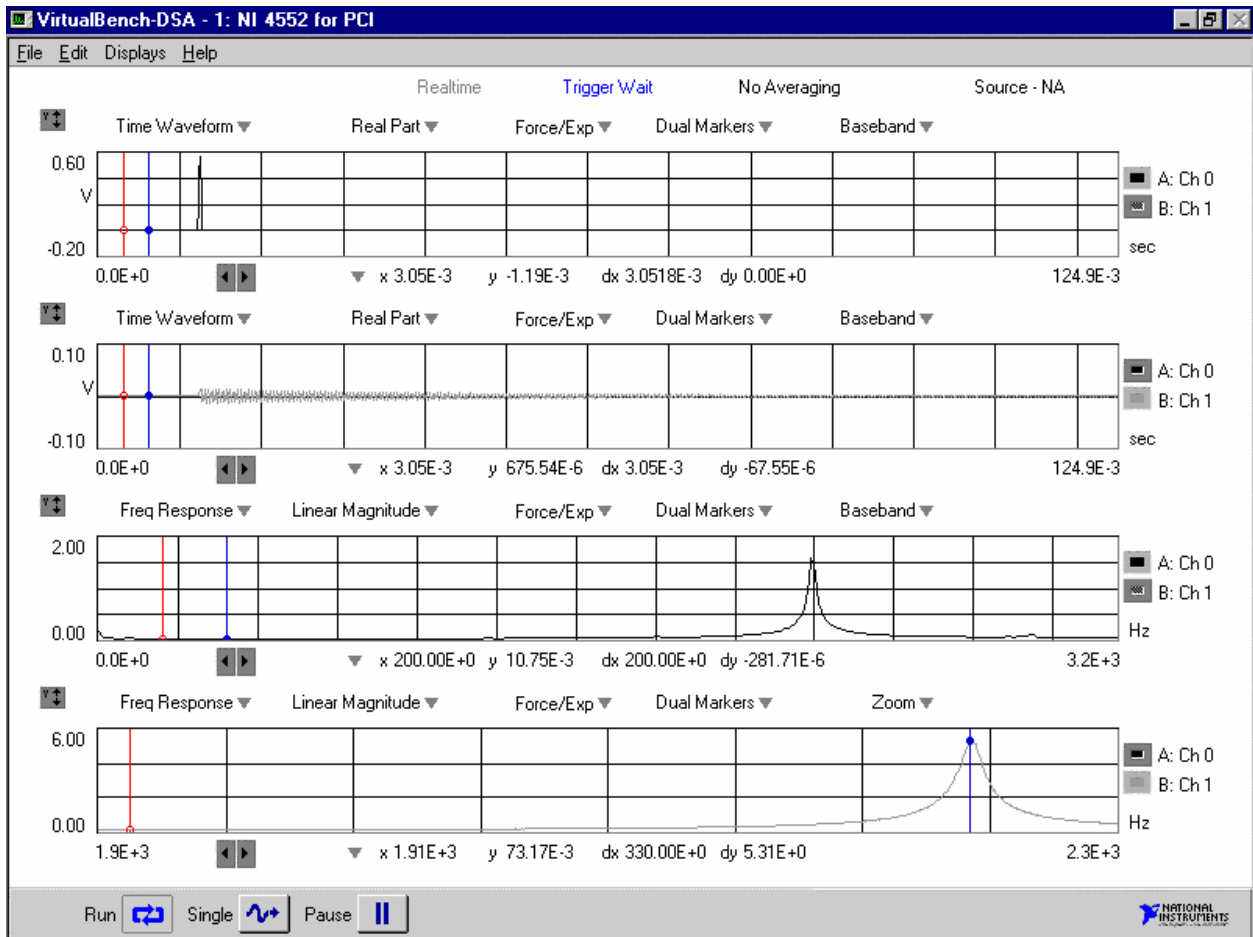 VirtualBench-DSA - 1: NI 4552 for PCI
File Edit Displays Help
Realtime Trigger Wait No Averaging Source - NA
Time Waveform Real Part Force/Exp Dual Markers Baseband
0.60
V
-0.20
A: Ch 0
B: Ch 1
sec
0.0E+0 x 3.05E-3 y -1.19E-3 dx 3.0518E-3 dy 0.00E+0 124.9E-3
Time Waveform Real Part Force/Exp Dual Markers Baseband
0.10
V
-0.10
A: Ch 0
B: Ch 1
sec
0.0E+0 x 3.05E-3 y 675.54E-6 dx 3.05E-3 dy -67.55E-6 124.9E-3
Freq Response Linear Magnitude Force/Exp Dual Markers Baseband
2.00
0.00
A: Ch 0
B: Ch 1
Hz
0.0E+0 x 200.00E+0 y 10.75E-3 dx 200.00E+0 dy -281.71E-6 3.2E+3
Freq Response Linear Magnitude Force/Exp Dual Markers Zoom
6.00
0.00
A: Ch 0
B: Ch 1
Hz
1.9E+3 x 1.91E+3 y 73.17E-3 dx 330.00E+0 dy 5.31E+0 2.3E+3
Run Single Pause
NATIONAL
INSTRUMENTS